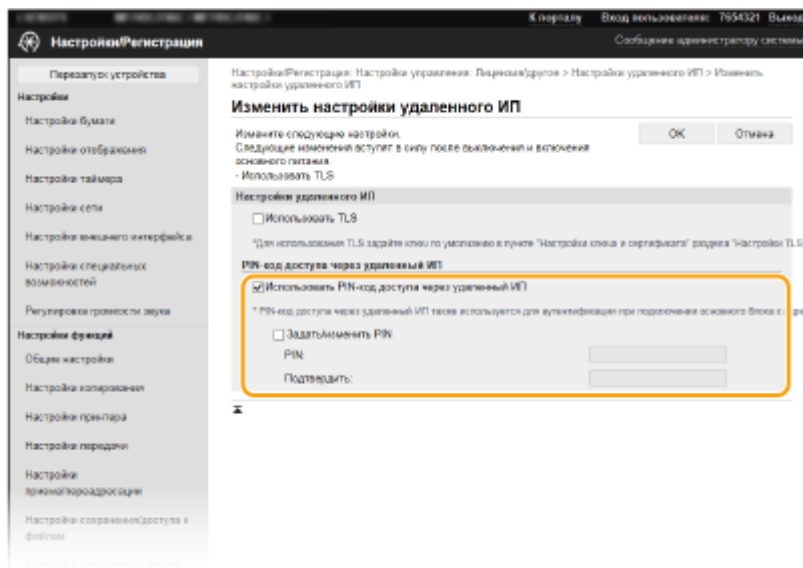 К порталу Вход пользователя: 7654321 Выход
Настройки/Регистрация
Сообщение администратору системы
Перезапуск устройства
Настройки
Настройки бумаги
Настройки отображения
Настройки таймера
Настройки сети
Настройки внешнего интерфейса
Настройки специальных
возможностей
Регулировка громкости звука
Настройки функций
Общие настройки
Настройки копирования
Настройки принтера
Настройки передачи
Настройки
приема/переадресации
Настройки сохранения/доступа к
файлам
Настройки/Регистрация: Настройки управления: Лицензия/другое > Настройки удаленного ИП > Изменить
настройки удаленного ИП
Изменить настройки удаленного ИП
Измените следующие настройки.
Следующие изменения вступят в силу после выключения и включения
основного питания.
- Использовать TLS
OK Отмена
Настройки удаленного ИП
Использовать TLS
*Для использования TLS задайте ключ по умолчанию в пункте "Настройки ключа и сертификата" раздела "Настройки TLS
PIN-код доступа через удаленный ИП
Использовать PIN-код доступа через удаленный ИП
* PIN-код доступа через удаленный ИП также используется для аутентификации при подключении основного блока с
Задать/изменить PIN
PIN:
Подтвердить: